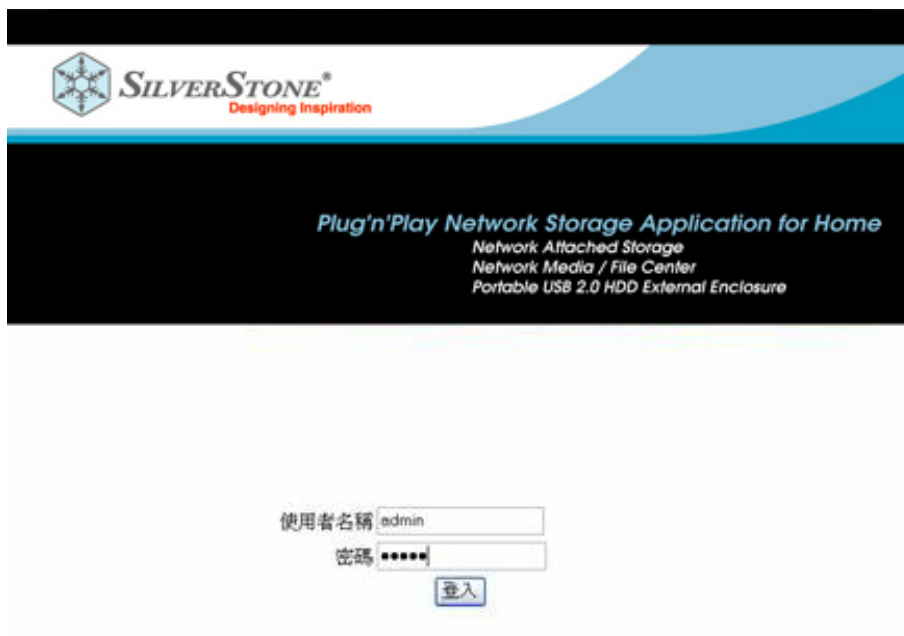 SILVERSTONE®
Designing Inspiration
Plug'n'Play Network Storage Application for Home
Network Attached Storage
Network Media / File Center
Portable USB 2.0 HDD External Enclosure
使用者名稱 admin
密碼 •••••
登入